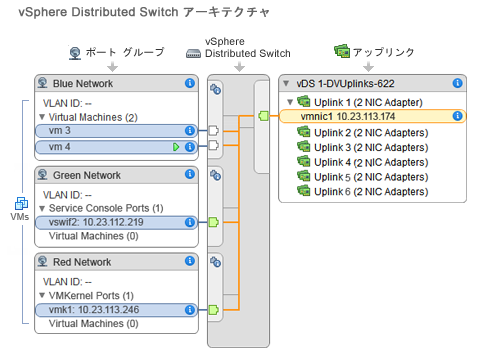 vSphere Distributed Switch アーキテクチャ
ポート グループ
vSphere
Distributed Switch
アップリンク
Blue Network
VLAN ID: --
Virtual Machines (2)
vm 3
vm 4
Green Network
VLAN ID: --
Service Console Ports (1)
vswif2: 10.23.112.219
Virtual Machines (0)
Red Network
VLAN ID: --
VMKernel Ports (1)
vmk1: 10.23.113.246
Virtual Machines (0)
VMs
vDS 1-DVUplinks-622
Uplink 1 (2 NIC Adapter)
vmnic1 10.23.113.174
Uplink 2 (2 NIC Adapters)
Uplink 3 (2 NIC Adapters)
Uplink 4 (2 NIC Adapters)
Uplink 5 (2 NIC Adapters)
Uplink 6 (2 NIC Adapters)